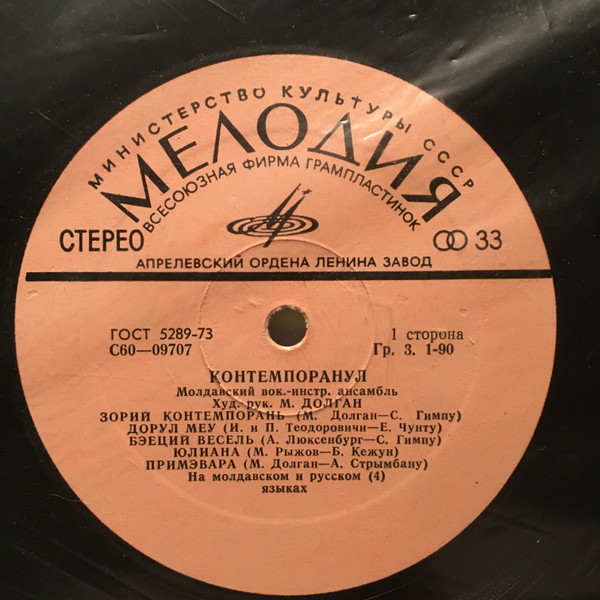 МИНИСТЕРСТВО КУЛЬТУРЫ СССР
МЕЛОДИЯ
ВСЕСОЮЗНАЯ ФИРМА ГРАМПЛАСТИНОК
СТЕРЕО
33
АПРЕЛЕВСКИЙ ОРДЕНА ЛЕНИНА ЗАВОД
ГОСТ 5289-73
1 сторона
С60—09707
Гр. 3. 1-90
КОНТЕМПОРАНУЛ
Молдавский вок.-инстр. ансамбль
Худ. рук. М. ДОЛГАН
ЗОРИЙ КОНТЕМПОРАНЬ (М. Долган—С. Гимпу)
ДОРУЛ МЕУ (И. и П. Теодоровичи—Е. Чунту)
БЭЕЦИЙ ВЕСЕЛЬ (А. Люксенбург—С. Гимпу)
ЮЛИАНА (М. Рыжов—Б. Кежун)
ПРИМЭВАРА (М. Долган—А. Стрымбану)
На молдавском и русском (4)
языках